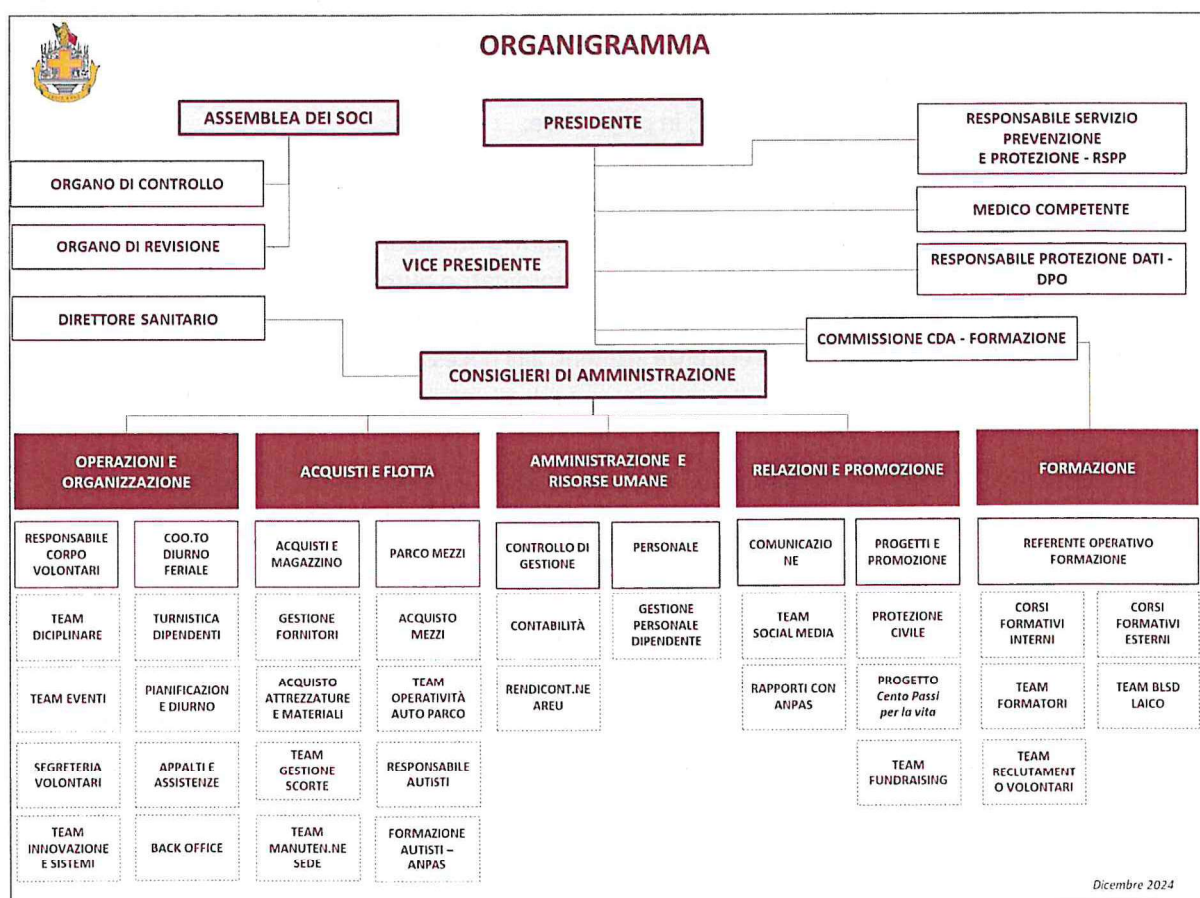 ORGANIGRAMMA
ASSEMBLEA DEI SOCI
PRESIDENTE
RESPONSABILE SERVIZIO
PREVENZIONE
E PROTEZIONE - RSPP
ORGANO DI CONTROLLO
MEDICO COMPETENTE
ORGANO DI REVISIONE
VICE PRESIDENTE
RESPONSABILE PROTEZIONE DATI -
DPO
DIRETTORE SANITARIO
COMMISSIONE CDA - FORMAZIONE
CONSIGLIERI DI AMMINISTRAZIONE
OPERAZIONI E
ORGANIZZAZIONE
ACQUISTI E FLOTTA
AMMINISTRAZIONE E
RISORSE UMANE
RELAZIONI E PROMOZIONE
FORMAZIONE
RESPONSABILE
CORPO
VOLONTARI
COO.TO
DIURNO
FERIALE
ACQUISTI E
MAGAZZINO
PARCO MEZZI
CONTROLLO DI
GESTIONE
PERSONALE
COMUNICAZIO
NE
PROGETTI E
PROMOZIONE
REFERENTE OPERATIVO
FORMAZIONE
TEAM
DICIPLINARE
TURNISTICA
DIPENDENTI
GESTIONE
FORNITORI
ACQUISTO
MEZZI
CONTABILITÀ
GESTIONE
PERSONALE
DIPENDENTE
TEAM
SOCIAL MEDIA
PROTEZIONE
CIVILE
CORSI
FORMATIVI
INTERNI
CORSI
FORMATIVI
ESTERNI
TEAM EVENTI
PIANIFICAZION
E DIURNO
ACQUISTO
ATTREZZATURE
E MATERIALI
TEAM
OPERATIVITÀ
AUTO PARCO
RENDICONT.NE
AREU
RAPPORTI CON
ANPAS
PROGETTO
Cento Passi
per la vita
TEAM
FORMATORI
TEAM BLSD
LAICO
SEGRETERIA
VOLONTARI
APPALTI E
ASSISTENZE
TEAM
GESTIONE
SCORTE
RESPONSABILE
AUTISTI
TEAM
FUNDRAISING
TEAM
RECLUTAMENT
O VOLONTARI
TEAM
INNOVAZIONE
E SISTEMI
BACK OFFICE
TEAM
MANUTEN.NE
SEDE
FORMAZIONE
AUTISTI –
ANPAS
Dicembre 2024